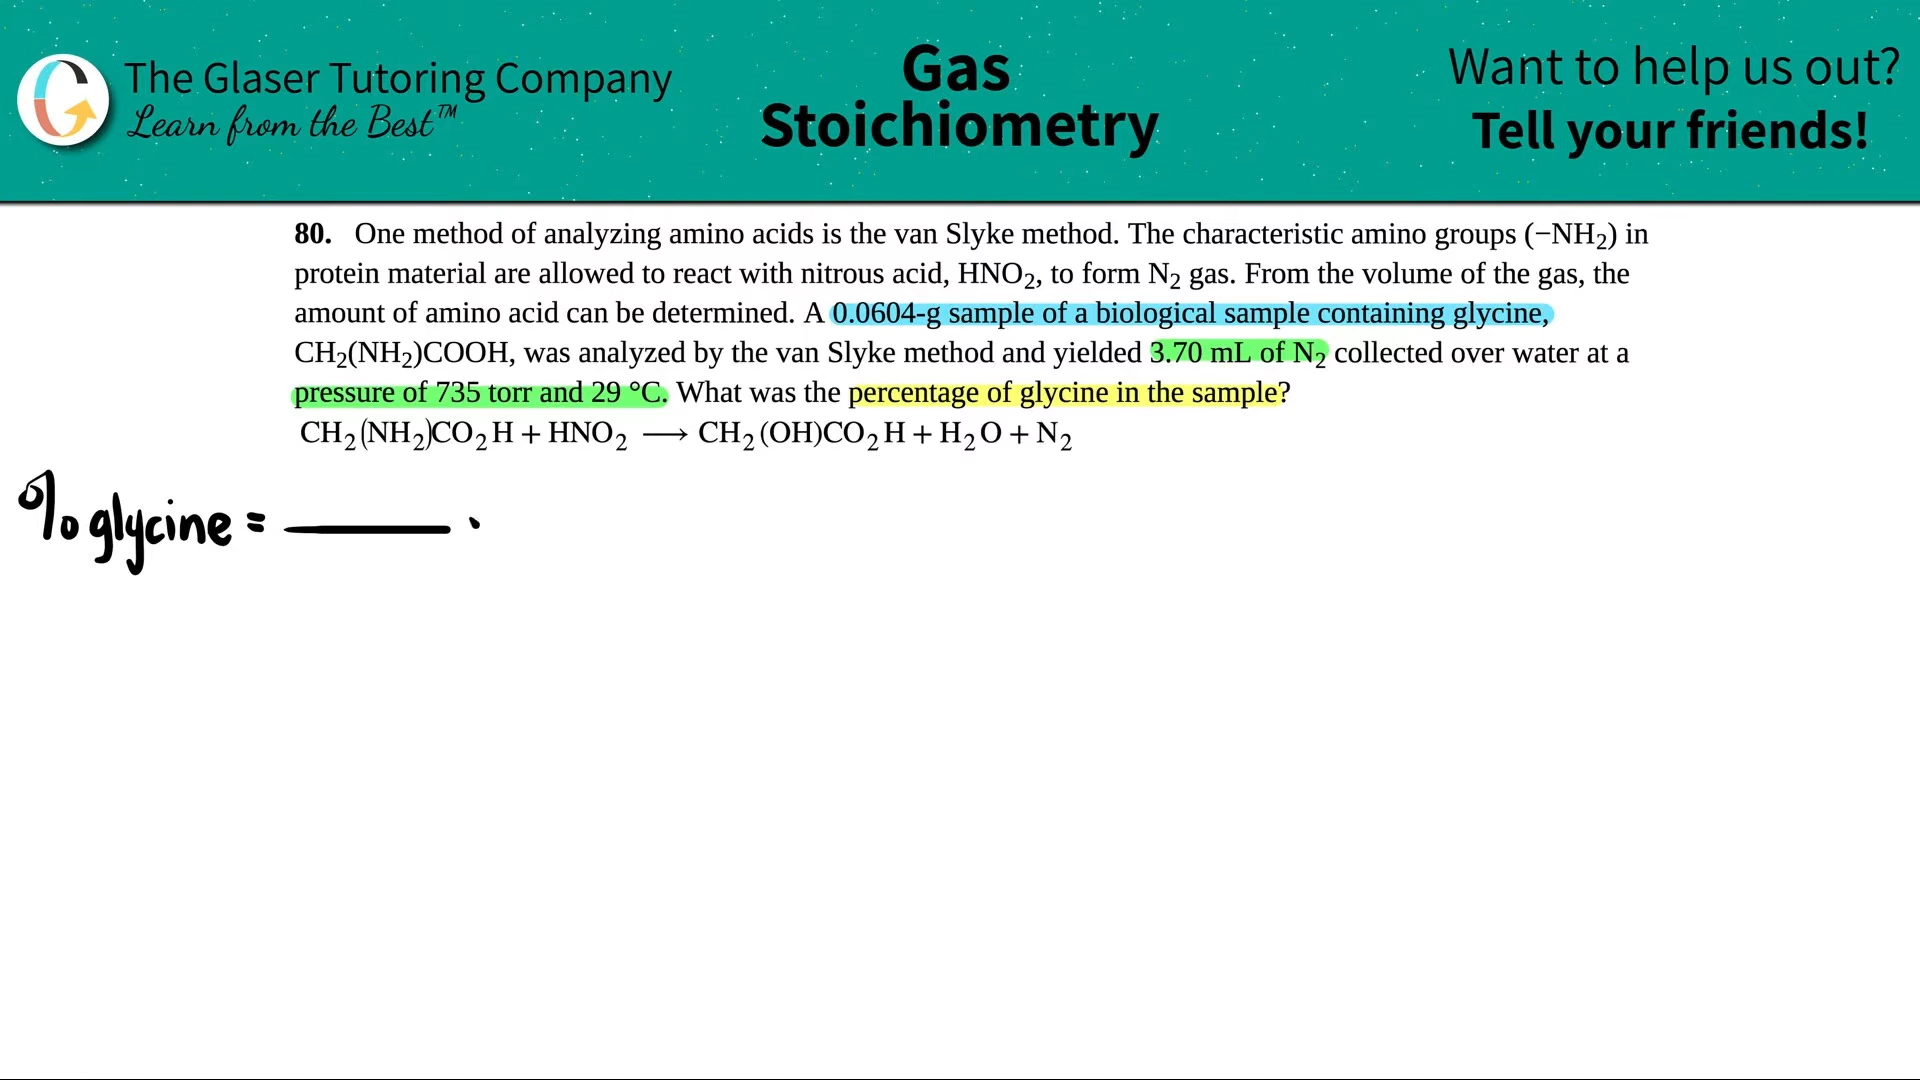 The Glaser Tutoring Company
Learn from the Best™
Gas
Stoichiometry
Want to help us out?
Tell your friends!
80. One method of analyzing amino acids is the van Slyke method. The characteristic amino groups (−NH₂) in
protein material are allowed to react with nitrous acid, HNO₂, to form N₂ gas. From the volume of the gas, the
amount of amino acid can be determined. A 0.0604-g sample of a biological sample containing glycine,
CH₂(NH₂)COOH, was analyzed by the van Slyke method and yielded 3.70 mL of N₂ collected over water at a
pressure of 735 torr and 29 °C. What was the percentage of glycine in the sample?
CH₂(NH₂)CO₂H + HNO₂ ⟶ CH₂(OH)CO₂H + H₂O + N₂
% glycine = ______ .